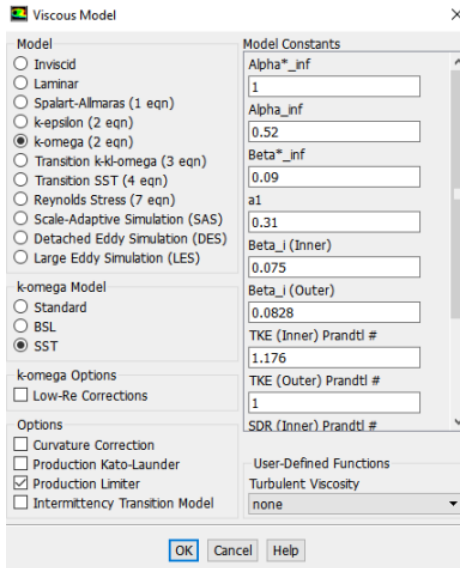 Viscous Model
Model
Inviscid
Laminar
Spalart-Allmaras (1 eqn)
k-epsilon (2 eqn)
k-omega (2 eqn)
Transition k-kl-omega (3 eqn)
Transition SST (4 eqn)
Reynolds Stress (7 eqn)
Scale-Adaptive Simulation (SAS)
Detached Eddy Simulation (DES)
Large Eddy Simulation (LES)
k-omega Model
Standard
BSL
SST
k-omega Options
Low-Re Corrections
Options
Curvature Correction
Production Kato-Launder
Production Limiter
Intermittency Transition Model
Model Constants
Alpha*_inf
1
Alpha_inf
0.52
Beta*_inf
0.09
a1
0.31
Beta_i (Inner)
0.075
Beta_i (Outer)
0.0828
TKE (Inner) Prandtl #
1.176
TKE (Outer) Prandtl #
1
SDR (Inner) Prandtl #
User-Defined Functions
Turbulent Viscosity
none
OK Cancel Help